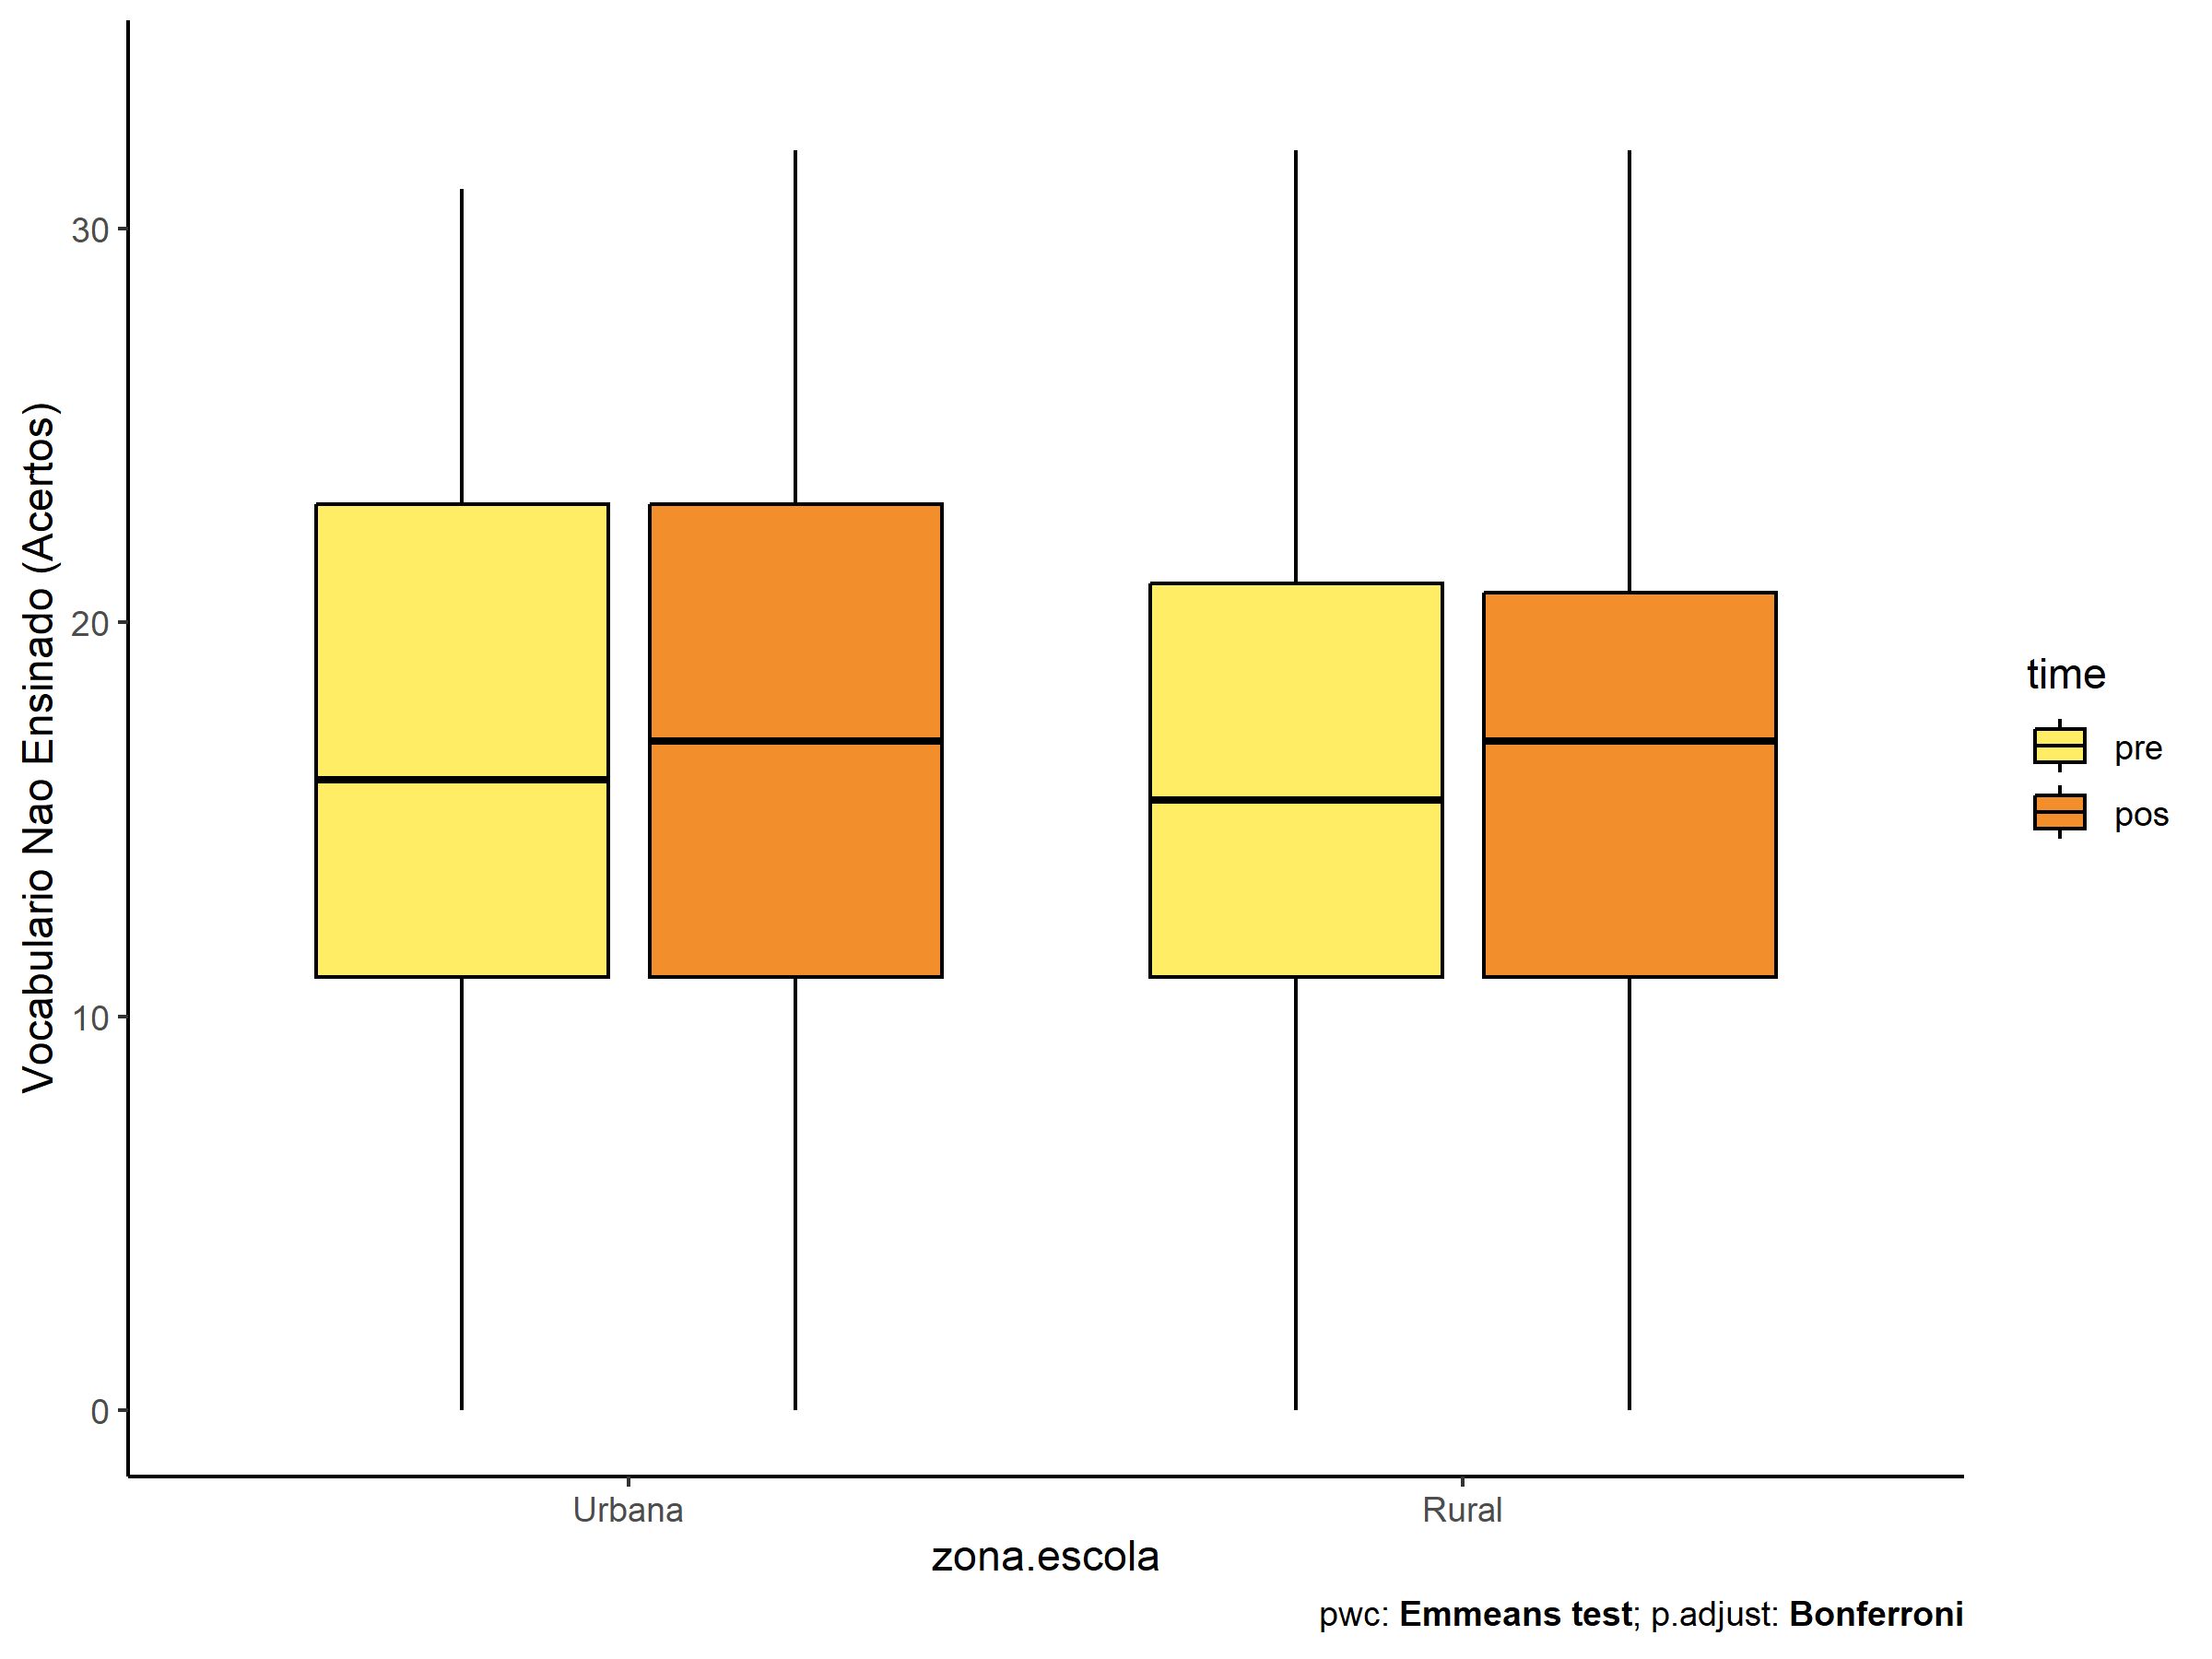 Vocabulario Nao Ensinado (Acertos)
30
20
10
0
Urbana
Rural
zona.escola
time
pre
pos
pwc: Emmeans test; p.adjust: Bonferroni